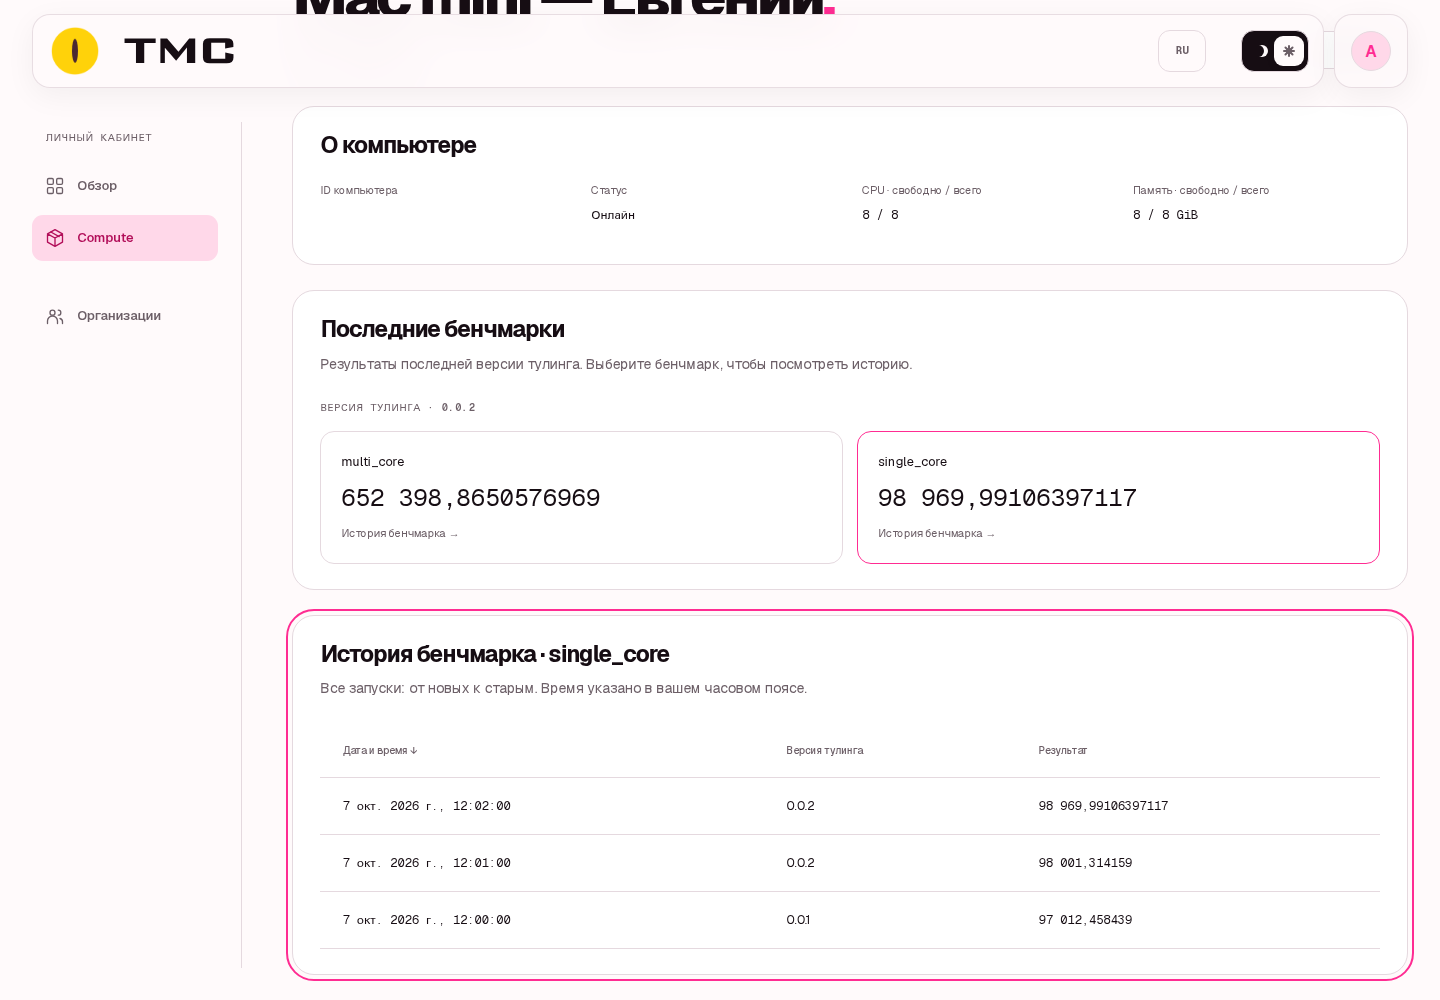 Mac mini — Евгений.
TMC
RU
A
ЛИЧНЫЙ КАБИНЕТ
Обзор
Compute
Организации
О компьютере
ID компьютера
Статус
Онлайн
CPU · свободно / всего
8 / 8
Память · свободно / всего
8 / 8 GiB
Последние бенчмарки
Результаты последней версии тулинга. Выберите бенчмарк, чтобы посмотреть историю.
ВЕРСИЯ ТУЛИНГА · 0.0.2
multi_core
652 398,8650576969
История бенчмарка →
single_core
98 969,99106397117
История бенчмарка →
История бенчмарка · single_core
Все запуски: от новых к старым. Время указано в вашем часовом поясе.
Дата и время ↓ Версия тулинга Результат
7 окт. 2026 г., 12:02:00 0.0.2 98 969,99106397117
7 окт. 2026 г., 12:01:00 0.0.2 98 001,314159
7 окт. 2026 г., 12:00:00 0.0.1 97 012,458439